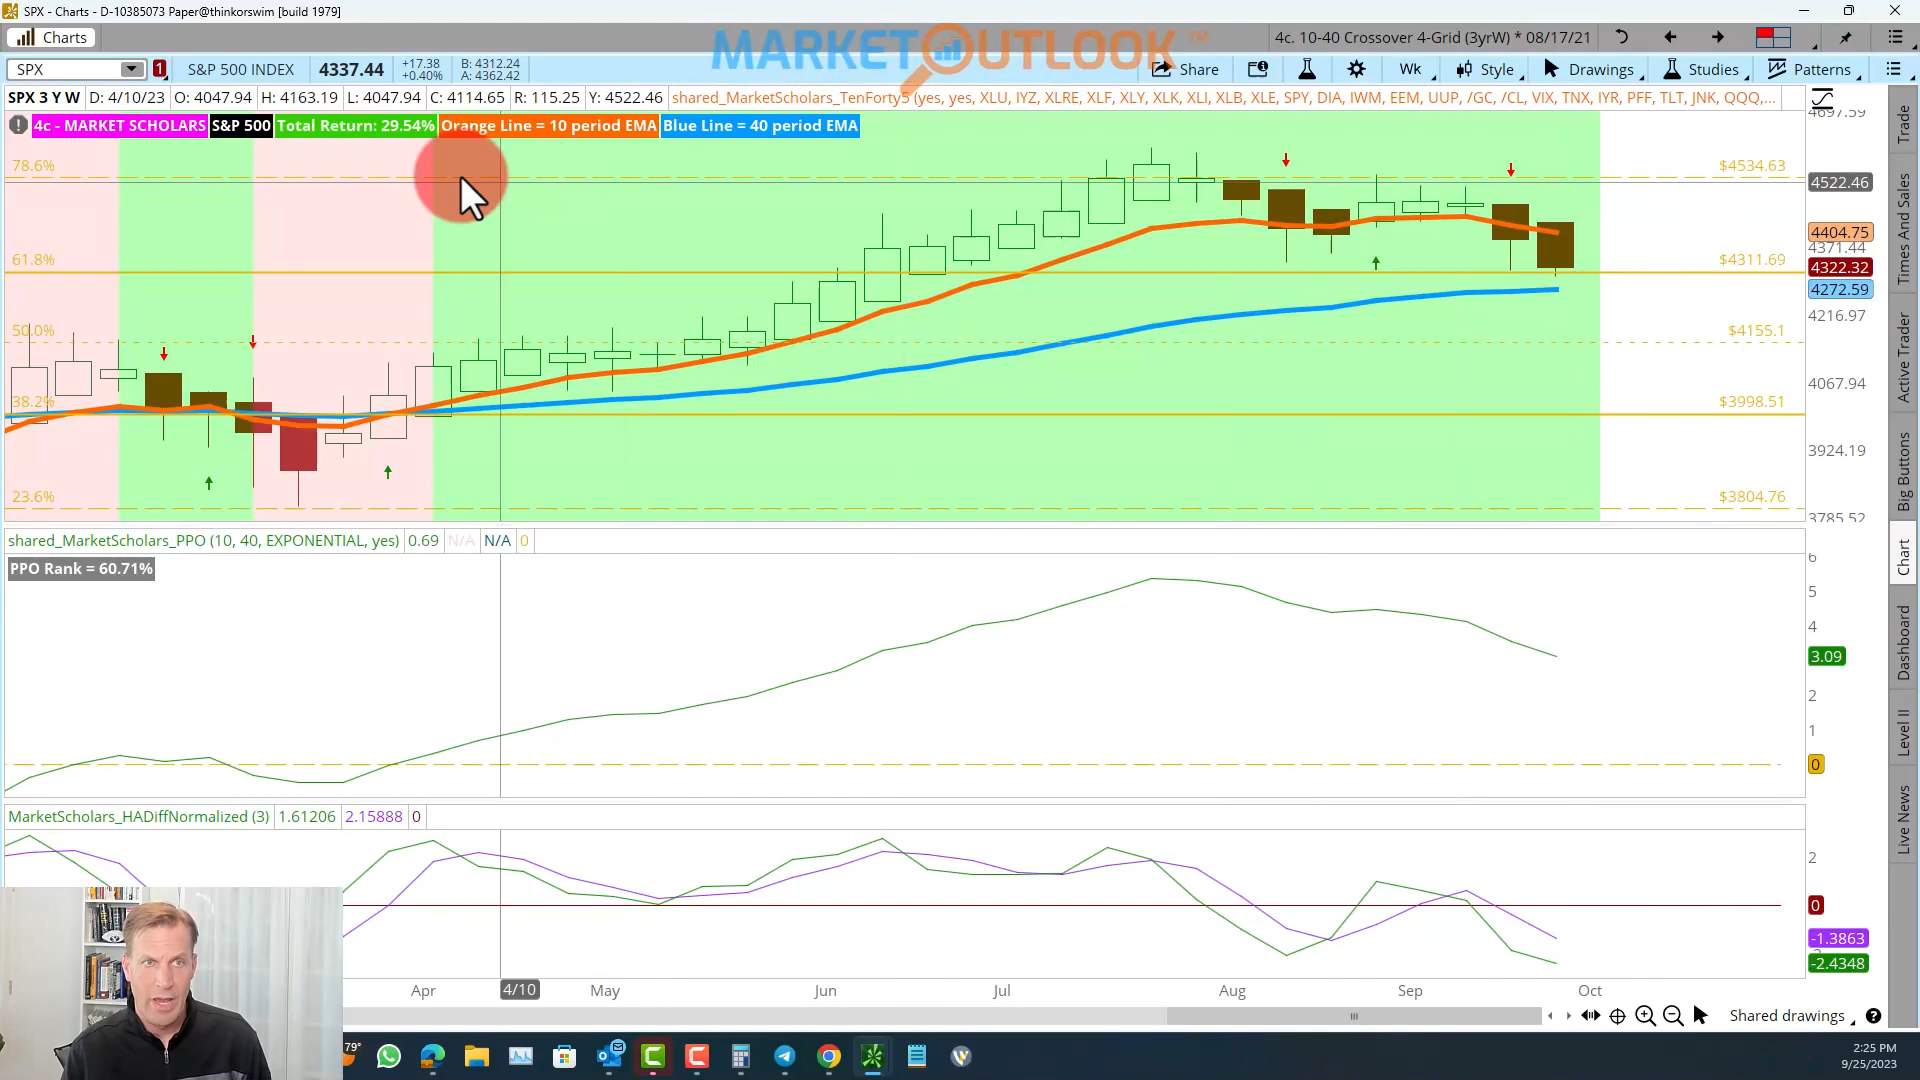 SPX - Charts - D-10385073 Paper@thinkorswim [build 1979]
Charts
MARKET OUTLOOK
4c. 10-40 Crossover 4-Grid (3yrW) * 08/17/21
SPX 1 S&P 500 INDEX 4337.44 +17.38 +0.40% B: 4312.24 A: 4362.42
Share Wk Style Drawings Studies Patterns
SPX 3 Y W D: 4/10/23 O: 4047.94 H: 4163.19 L: 4047.94 C: 4114.65 R: 115.25 Y: 4522.46 shared_MarketScholars_TenForty5 (yes, yes, XLU, IYZ, XLRE, XLF, XLY, XLK, XLI, XLB, XLE, SPY, DIA, IWM, EEM, UUP, /GC, /CL, VIX, TNX, IYR, PFF, TLT, JNK, QQQ,...
4c - MARKET SCHOLARS S&P 500 Total Return: 29.54% Orange Line = 10 period EMA Blue Line = 40 period EMA
4697.59
78.6% $4534.63
4522.46
4404.75
4371.44
61.8% $4311.69
4322.32
4272.59
4216.97
50.0% $4155.1
4067.94
38.2% $3998.51
3924.19
23.6% $3804.76
3785.52
shared_MarketScholars_PPO (10, 40, EXPONENTIAL, yes) 0.69 N/A N/A 0
PPO Rank = 60.71%
6
5
4
3.09
2
1
0
MarketScholars_HADiffNormalized (3) 1.61206 2.15888 0
2
0
-1.3863
-2.4348
Apr 4/10 May Jun Jul Aug Sep Oct
Shared drawings
Trade
Times And Sales
Active Trader
Big Buttons
Chart
Dashboard
Level II
Live News
79°
2:25 PM
9/25/2023